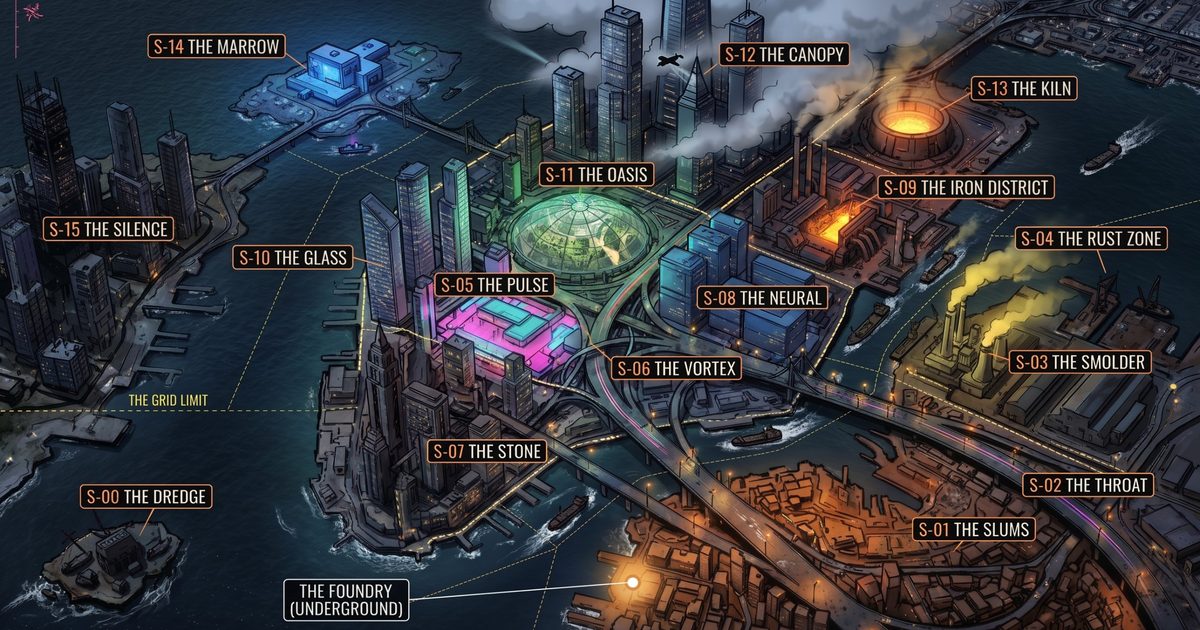 S-14 THE MARROW
S-12 THE CANOPY
S-13 THE KILN
S-11 THE OASIS
S-09 THE IRON DISTRICT
S-15 THE SILENCE
S-04 THE RUST ZONE
S-10 THE GLASS
S-05 THE PULSE
S-08 THE NEURAL
S-06 THE VORTEX
S-03 THE SMOLDER
THE GRID LIMIT
S-07 THE STONE
S-02 THE THROAT
S-00 THE DREDGE
S-01 THE SLUMS
THE FOUNDRY
(UNDERGROUND)